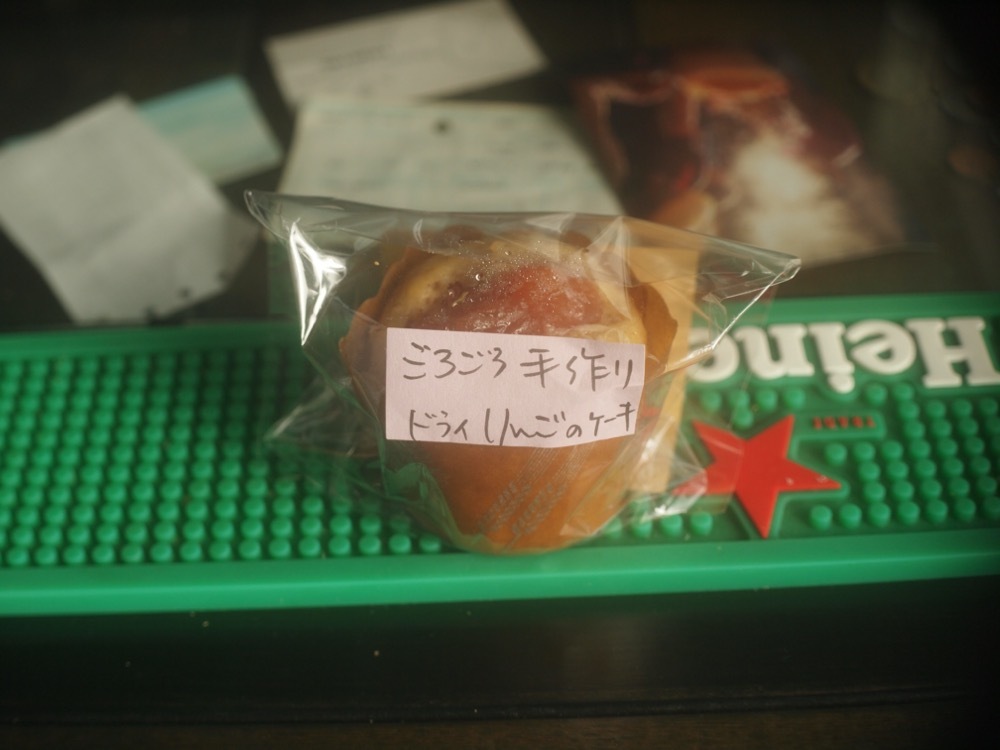 ごろごろ 手作り
ドライりんごのケーキ
Heine